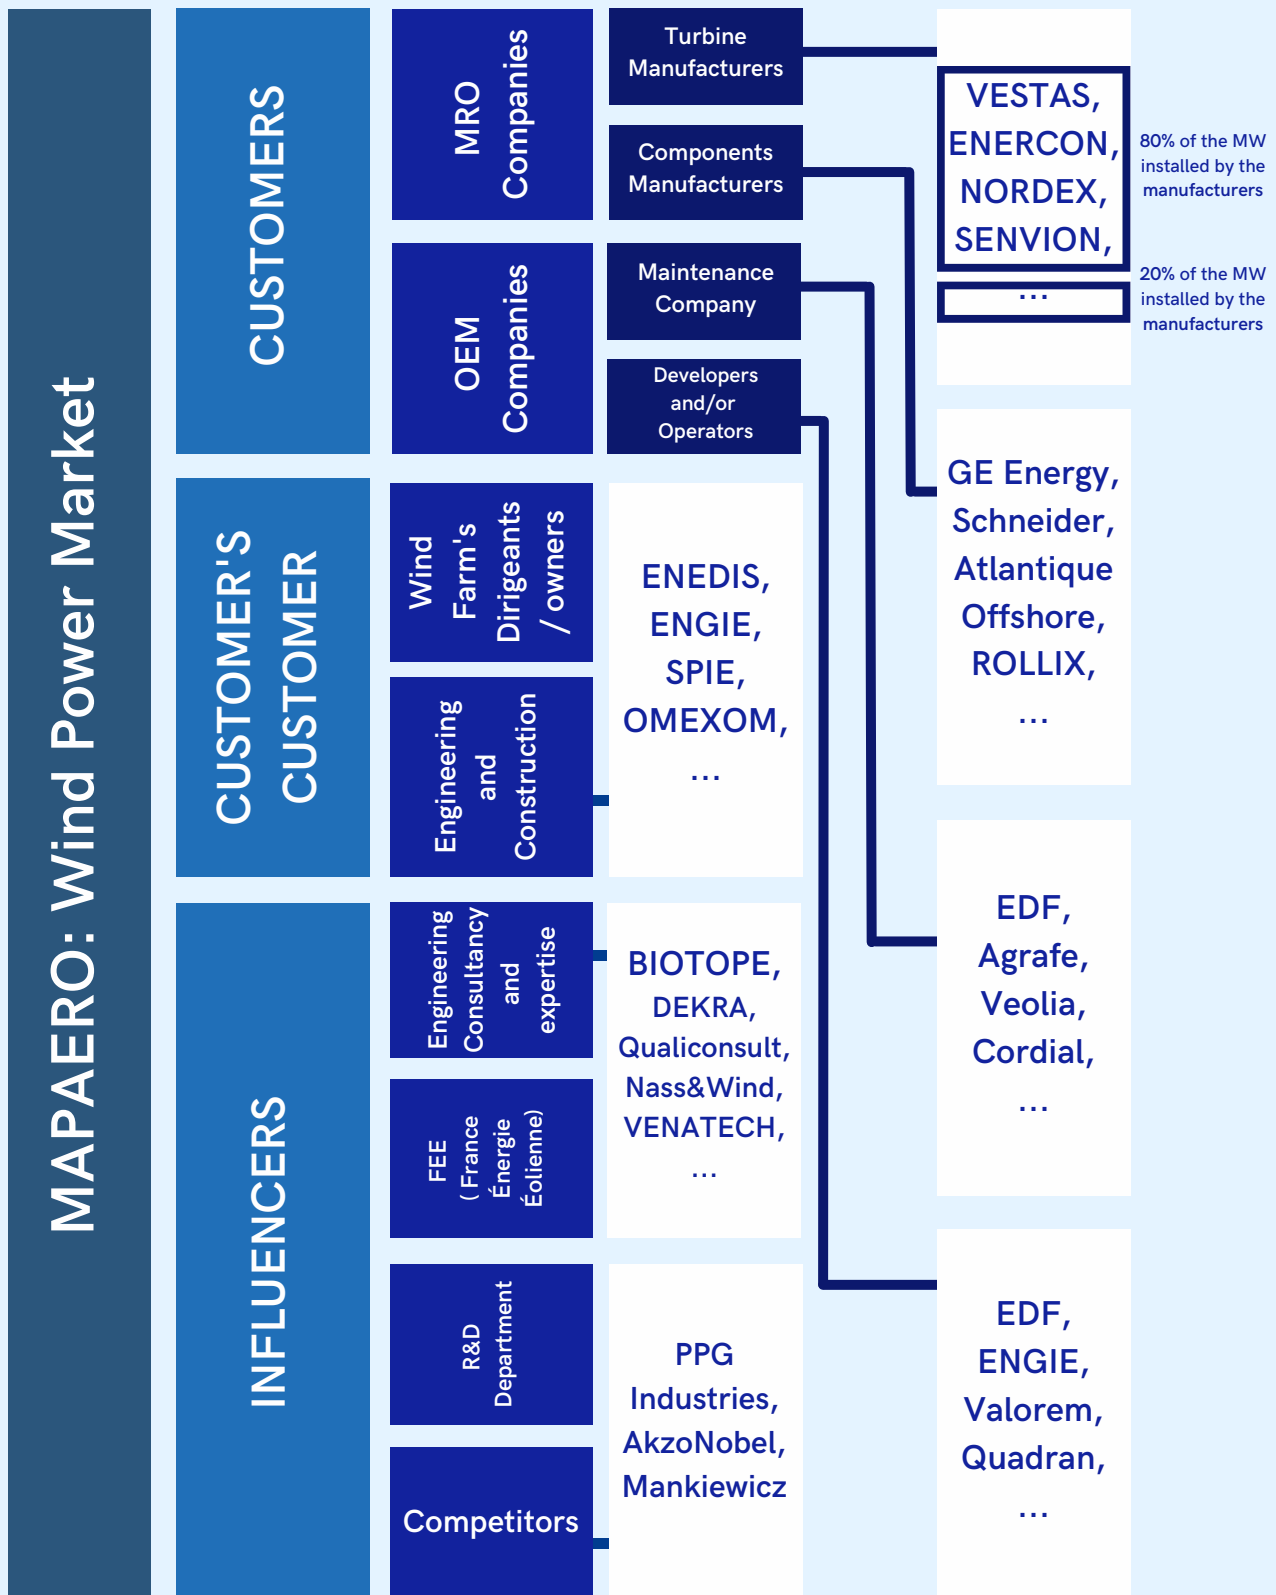 MAPAERO: Wind Power Market
CUSTOMERS
MRO
Companies
OEM
Companies
Turbine
Manufacturers
Components
Manufacturers
Maintenance
Company
Developers
and/or
Operators
VESTAS,
ENERCON,
NORDEX,
SENVION,
...
80% of the MW
installed by the
manufacturers
20% of the MW
installed by the
manufacturers
GE Energy,
Schneider,
Atlantique
Offshore,
ROLLIX,
...
EDF,
Agrafe,
Veolia,
Cordial,
...
EDF,
ENGIE,
Valorem,
Quadran,
...
CUSTOMER'S
CUSTOMER
Wind
Farm's
Dirigeants
/ owners
Engineering
and
Construction
ENEDIS,
ENGIE,
SPIE,
OMEXOM,
...
INFLUENCERS
Engineering
Consultancy
and
expertise
FEE
( France
Énergie
Éolienne)
BIOTOPE,
DEKRA,
Qualiconsult,
Nass&Wind,
VENATECH,
...
R&D
Department
Competitors
PPG
Industries,
AkzoNobel,
Mankiewicz